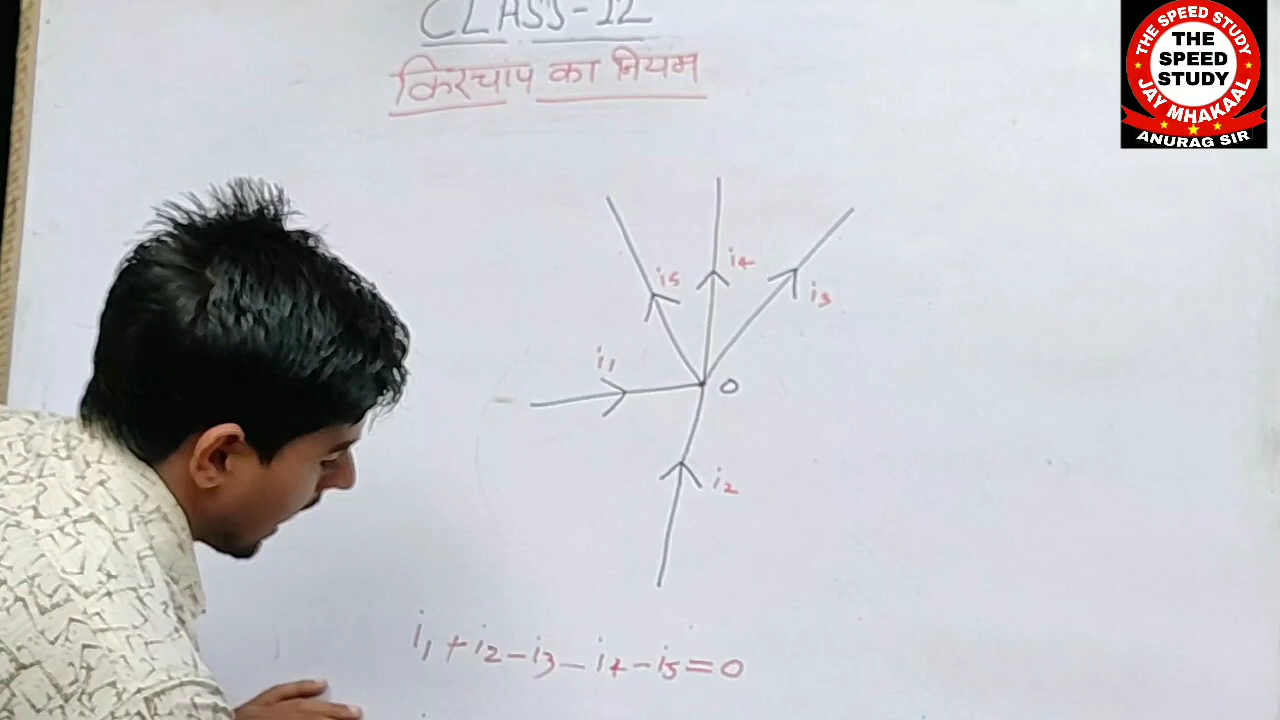 CLASS-12
किरचाप का नियम
THE SPEED STUDY
THE
SPEED
STUDY
JAY MHAKAAL
ANURAG SIR
i5
i4
i3
i1
O
i2
i1+i2-i3-i4-i5=0